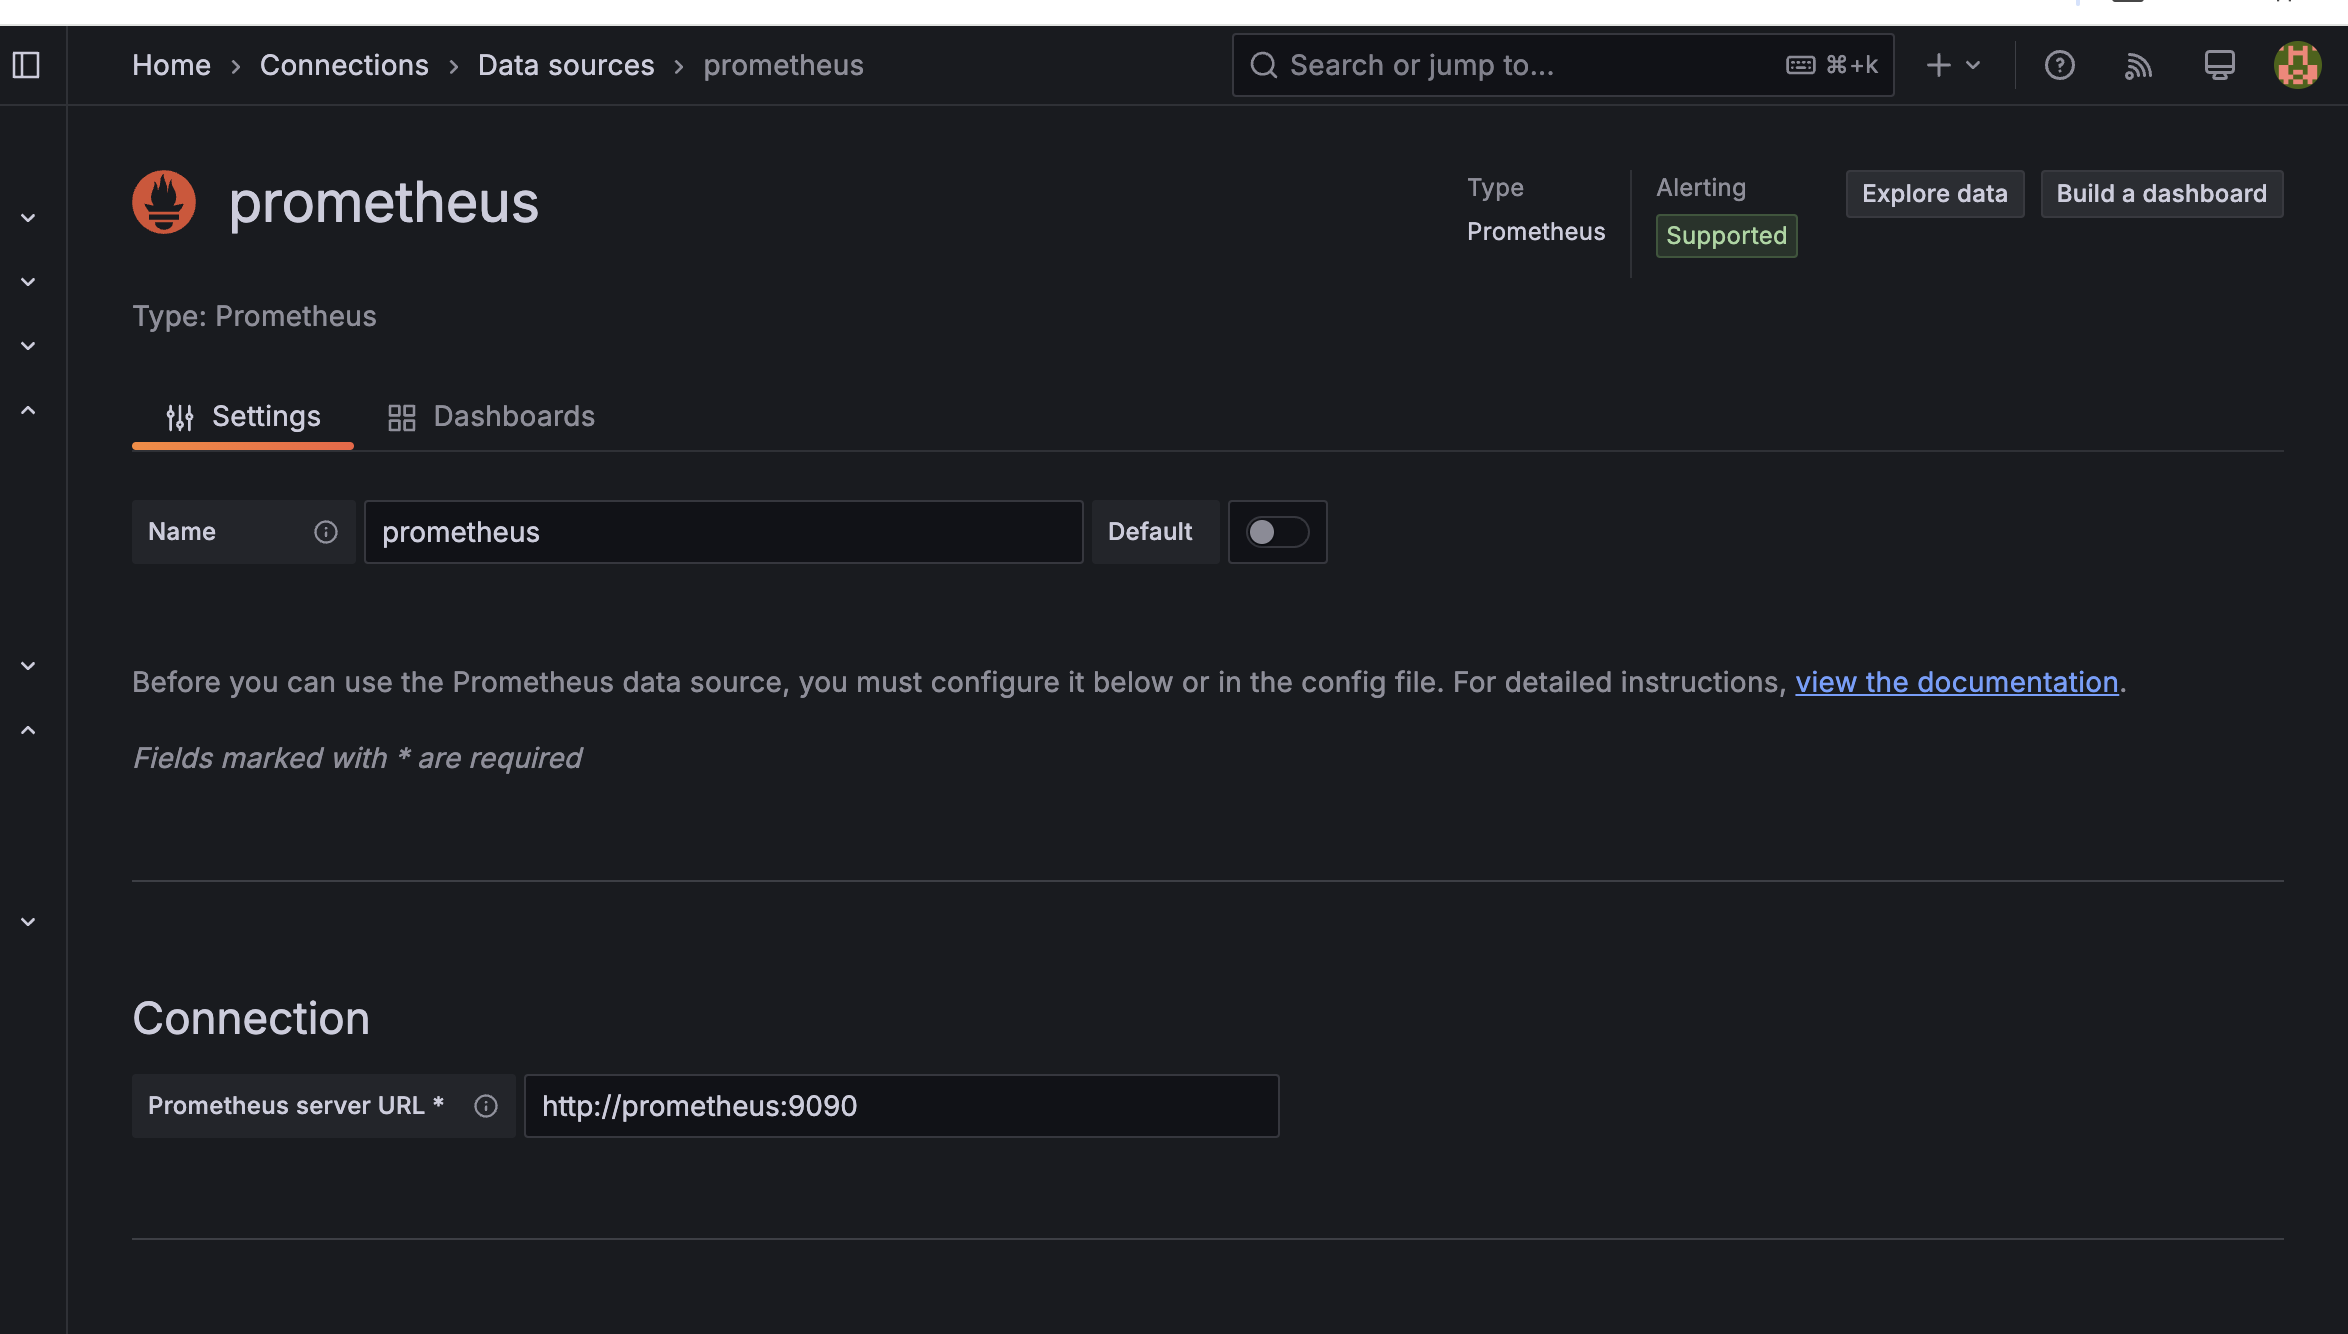 Home > Connections > Data sources > prometheus
Search or jump to...
⌘+k
prometheus
Type
Prometheus
Alerting
Supported
Explore data
Build a dashboard
Type: Prometheus
Settings
Dashboards
Name
prometheus
Default
Before you can use the Prometheus data source, you must configure it below or in the config file. For detailed instructions, view the documentation.
Fields marked with * are required
Connection
Prometheus server URL *
http://prometheus:9090